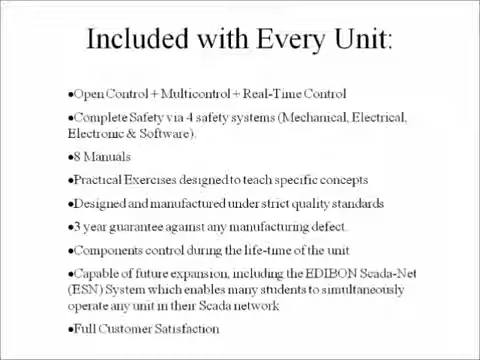 Included with Every Unit:
●Open Control + Multicontrol + Real-Time Control
●Complete Safety via 4 safety systems (Mechanical, Electrical,
Electronic & Software).
●8 Manuals
●Practical Exercises designed to teach specific concepts
●Designed and manufactured under strict quality standards
●3 year guarantee against any manufacturing defect.
●Components control during the life-time of the unit
●Capable of future expansion, including the EDIBON Scada-Net
(ESN) System which enables many students to simultaneously
operate any unit in their Scada network
●Full Customer Satisfaction